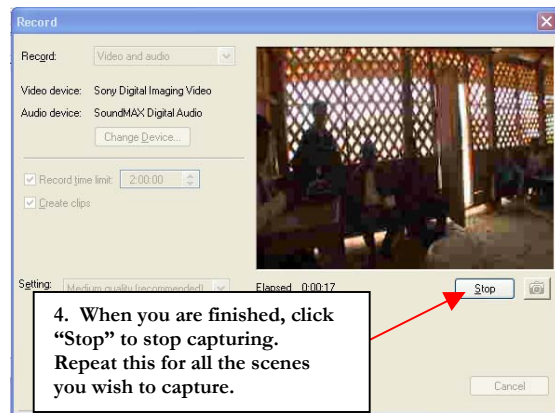 Record
Record: Video and audio
Video device: Sony Digital Imaging Video
Audio device: SoundMAX Digital Audio
Change Device...
Record time limit: 2:00:00
Create clips
Setting: Medium quality (recommended)
Elapsed 0:00:17
Stop
4. When you are finished, click
“Stop” to stop capturing.
Repeat this for all the scenes
you wish to capture.
Cancel